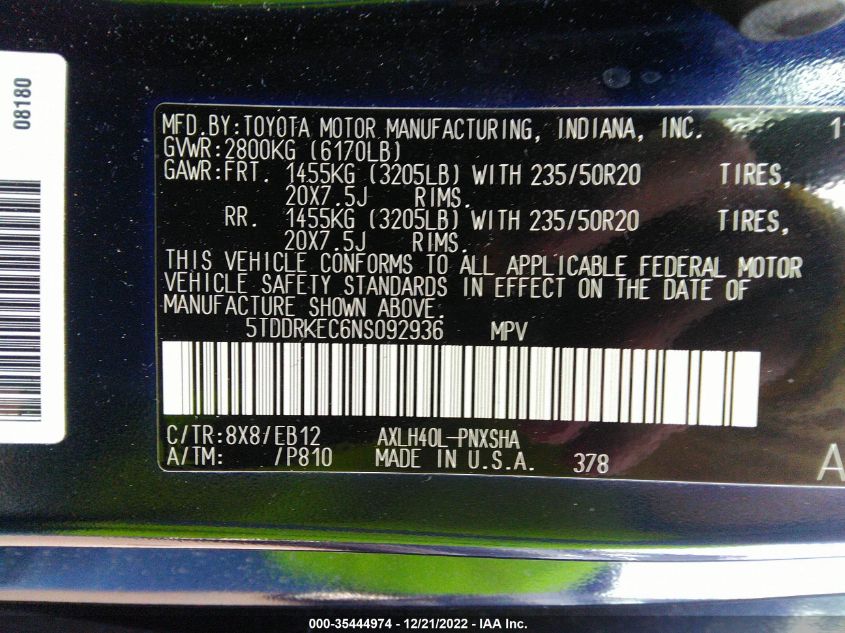 08180
MFD.BY:TOYOTA MOTOR MANUFACTURING, INDIANA, INC. 11
GVWR:2800KG (6170LB)
GAWR:FRT. 1455KG (3205LB) WITH 235/50R20 TIRES,
20X7.5J RIMS.
RR. 1455KG (3205LB) WITH 235/50R20 TIRES,
20X7.5J RIMS.
THIS VEHICLE CONFORMS TO ALL APPLICABLE FEDERAL MOTOR
VEHICLE SAFETY STANDARDS IN EFFECT ON THE DATE OF
MANUFACTURE SHOWN ABOVE.
5TDDRKEC6NS092936 MPV
C/TR:8X8/EB12 AXLH40L-PNXSHA
A/TM: /P810 MADE IN U.S.A. 378 A
000-35444974 - 12/21/2022 - IAA Inc.